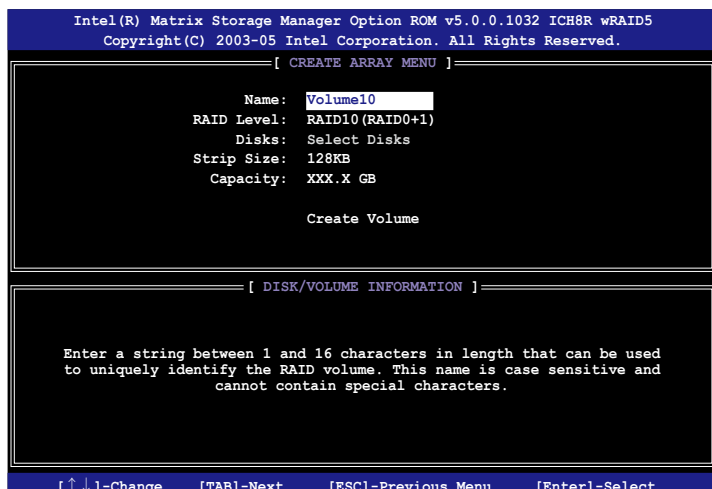 Intel(R) Matrix Storage Manager Option ROM v5.0.0.1032 ICH8R wRAID5
Copyright(C) 2003-05 Intel Corporation. All Rights Reserved.
[ CREATE ARRAY MENU ]
Name: Volume10
RAID Level: RAID10(RAID0+1)
Disks: Select Disks
Strip Size: 128KB
Capacity: XXX.X GB
Create Volume
[ DISK/VOLUME INFORMATION ]
Enter a string between 1 and 16 characters in length that can be used
to uniquely identify the RAID volume. This name is case sensitive and
cannot contain special characters.
[↑↓]-Change [TAB]-Next [ESC]-Previous Menu [Enter]-Select